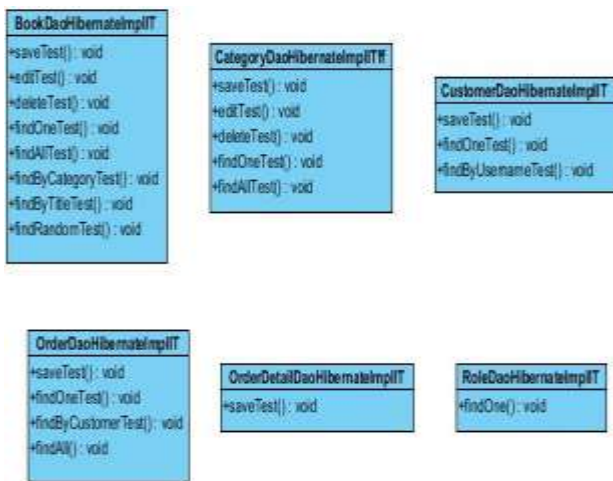 BookDaoHibernateImplIT
+saveTest() : void
+editTest() : void
+deleteTest() : void
+findOneTest() : void
+findAllTest() : void
+findByCategoryTest() : void
+findByTitleTest() : void
+findRandomTest() : void
CategoryDaoHibernateImplITff
+saveTest() : void
+editTest() : void
+deleteTest() : void
+findOneTest() : void
+findAllTest() : void
CustomerDaoHibernateImplIT
+saveTest() : void
+findOneTest() : void
+findByUsernameTest() : void
OrderDaoHibernateImplIT
+saveTest() : void
+findOneTest() : void
+findByCustomerTest() : void
+findAll() : void
OrderDetailDaoHibernateImplIT
+saveTest() : void
RoleDaoHibernateImplIT
+findOne() : void